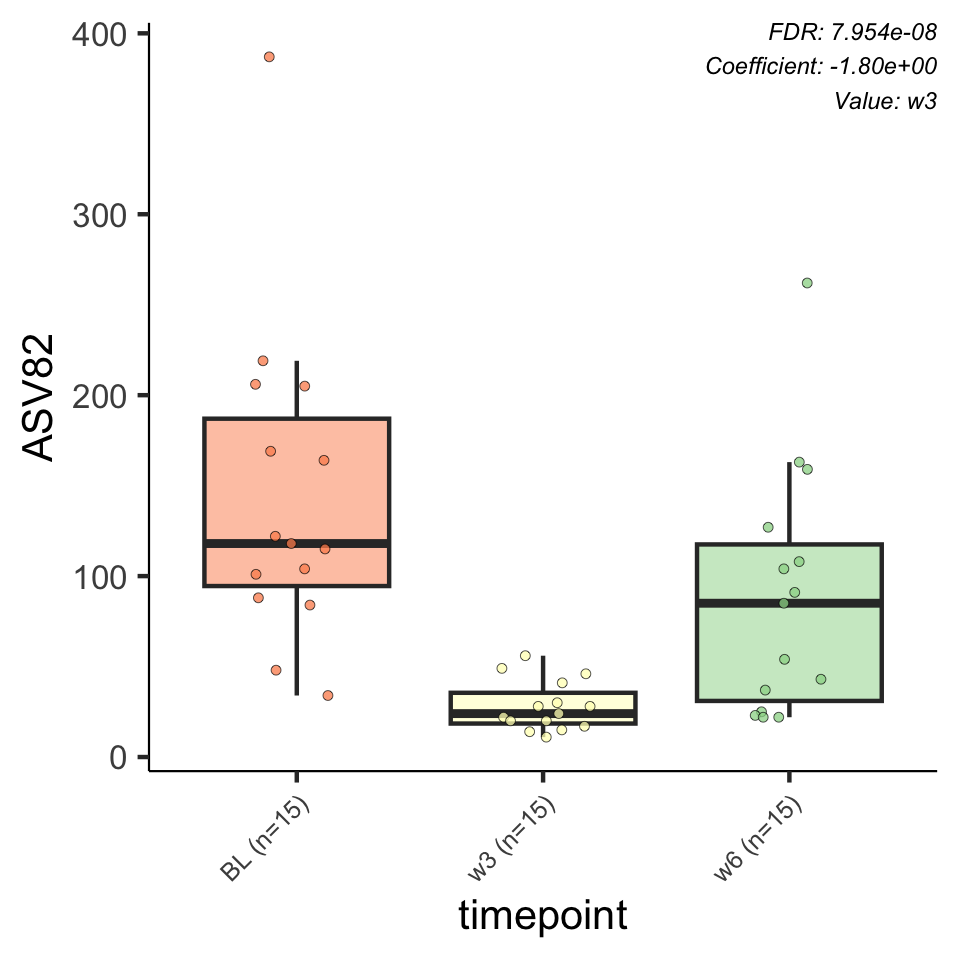 FDR: 7.954e-08
Coefficient: -1.80e+00
Value: w3
400
300
200
100
0
ASV82
BL (n=15)
w3 (n=15)
w6 (n=15)
timepoint